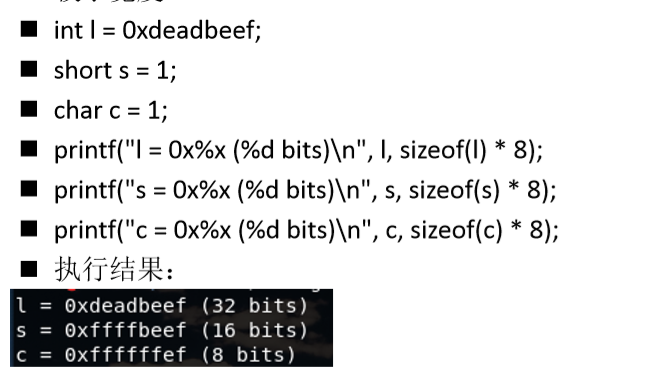 ■ int l = 0xdeadbeef;
■ short s = 1;
■ char c = 1;
■ printf("l = 0x%x (%d bits)\n", l, sizeof(l) * 8);
■ printf("s = 0x%x (%d bits)\n", s, sizeof(s) * 8);
■ printf("c = 0x%x (%d bits)\n", c, sizeof(c) * 8);
■ 执行结果：
l = 0xdeadbeef (32 bits)
s = 0xffffbeef (16 bits)
c = 0xffffffef (8 bits)